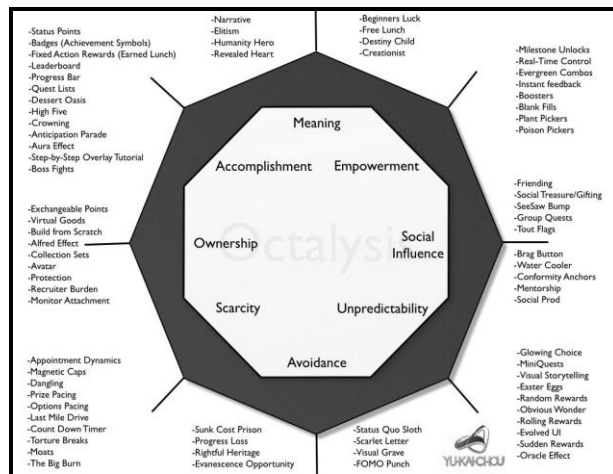 -Narrative
-Elitism
-Humanity Hero
-Revealed Heart
-Beginners Luck
-Free Lunch
-Destiny Child
-Creationist
-Status Points
-Badges (Achievement Symbols)
-Fixed Action Rewards (Earned Lunch)
-Leaderboard
-Progress Bar
-Quest Lists
-Dessert Oasis
-High Five
-Crowning
-Anticipation Parade
-Aura Effect
-Step-by-Step Overlay Tutorial
-Boss Fights
-Milestone Unlocks
-Real-Time Control
-Evergreen Combos
-Instant feedback
-Boosters
-Blank Fills
-Plant Pickers
-Poison Pickers
Meaning
Accomplishment
Empowerment
Octalysis
Ownership
Social
Influence
Scarcity
Unpredictability
Avoidance
-Exchangeable Points
-Virtual Goods
-Build from Scratch
-Alfred Effect
-Collection Sets
-Avatar
-Protection
-Recruiter Burden
-Monitor Attachment
-Friending
-Social Treasure/Gifting
-SeeSaw Bump
-Group Quests
-Tout Flags
-Brag Button
-Water Cooler
-Conformity Anchors
-Mentorship
-Social Prod
-Appointment Dynamics
-Magnetic Caps
-Dangling
-Prize Pacing
-Options Pacing
-Last Mile Drive
-Count Down Timer
-Torture Breaks
-Moats
-The Big Burn
-Sunk Cost Prison
-Progress Loss
-Rightful Heritage
-Evanescence Opportunity
-Status Quo Sloth
-Scarlet Letter
-Visual Grave
-FOMO Punch
-Glowing Choice
-MiniQuests
-Visual Storytelling
-Easter Eggs
-Random Rewards
-Obvious Wonder
-Rolling Rewards
-Evolved UI
-Sudden Rewards
-Oracle Effect
YU-KAI CHOU